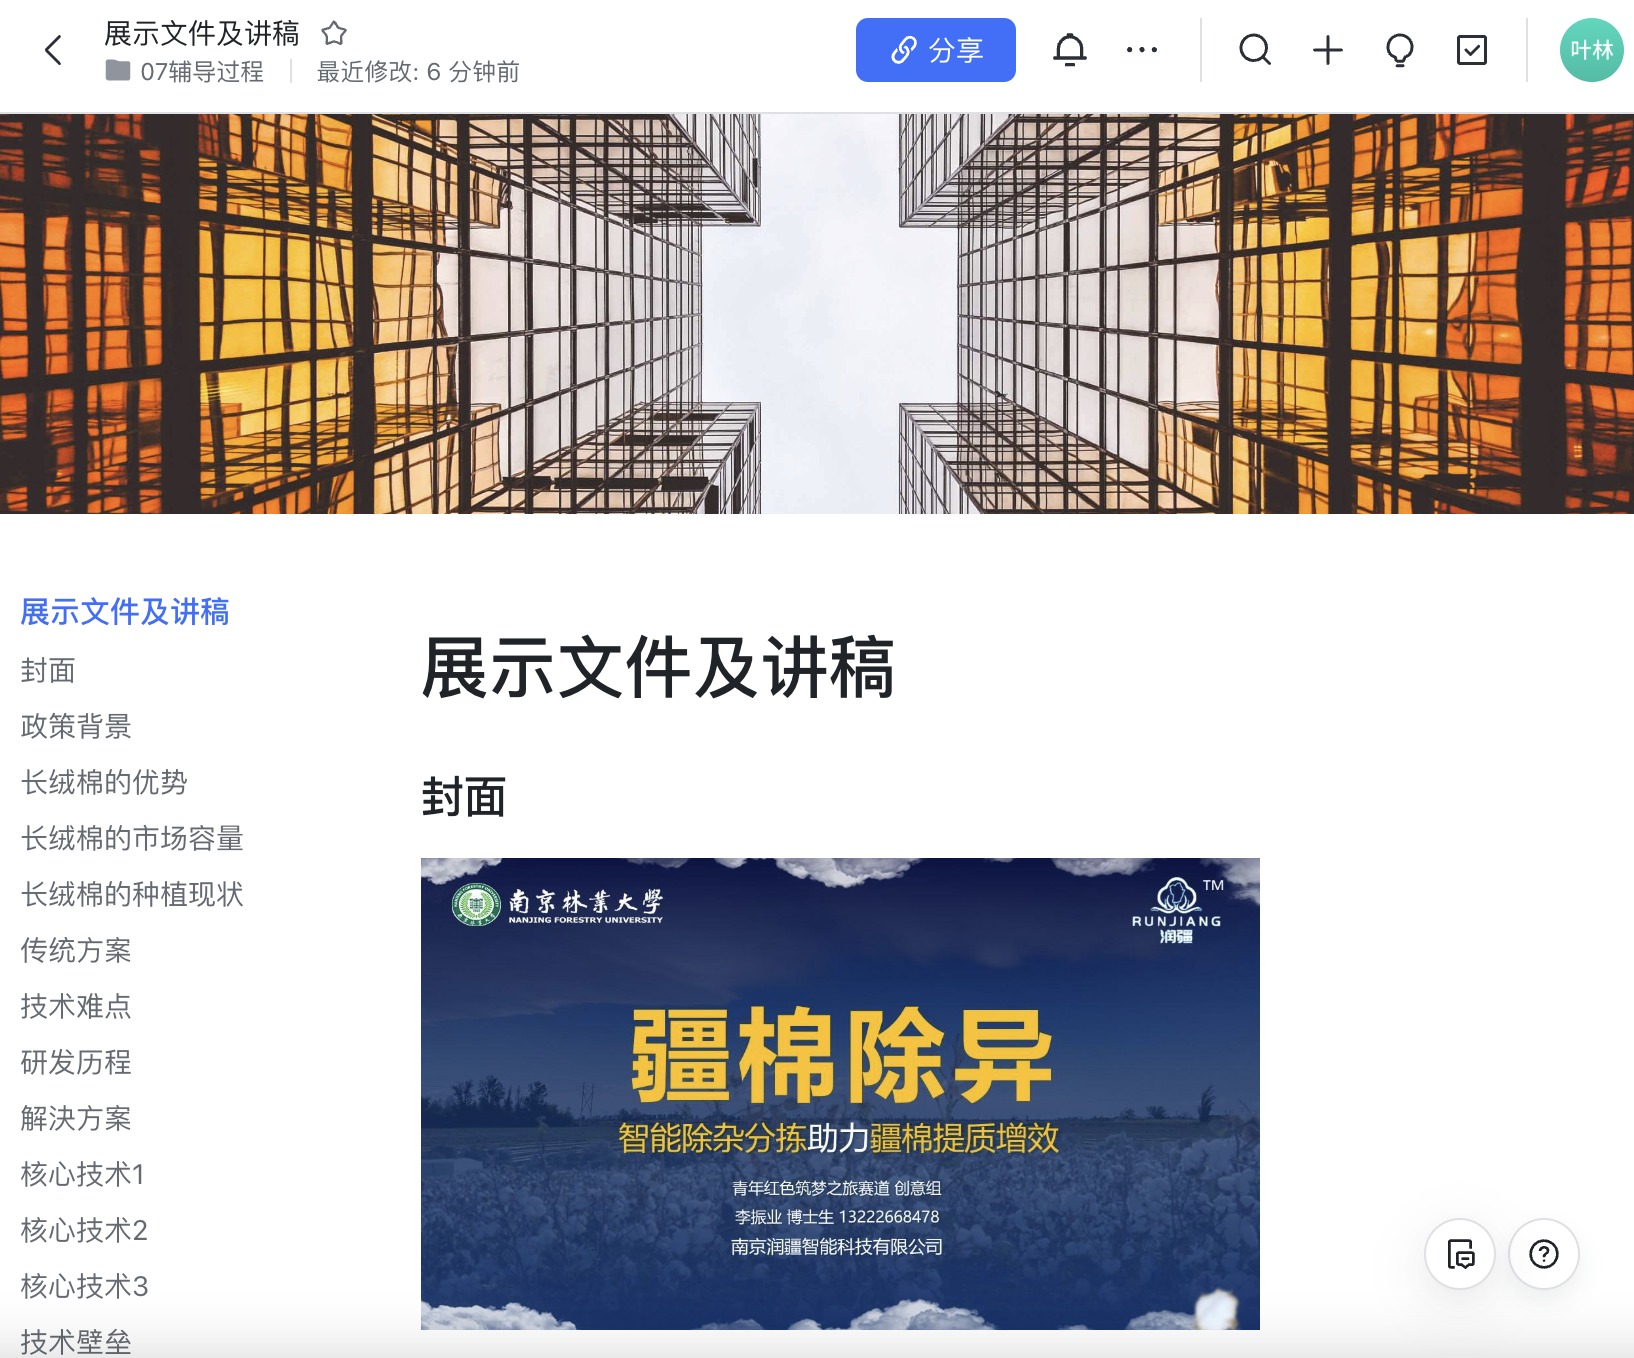 展示文件及讲稿
07辅导过程
最近修改: 6 分钟前
分享
叶林
展示文件及讲稿
封面
政策背景
长绒棉的优势
长绒棉的市场容量
长绒棉的种植现状
传统方案
技术难点
研发历程
解決方案
核心技术1
核心技术2
核心技术3
技术壁垒
展示文件及讲稿
封面
南京林業大學
NANJING FORESTRY UNIVERSITY
TM
RUNJIANG
润疆
疆棉除异
智能除杂分拣助力疆棉提质增效
青年红色筑梦之旅赛道 创意组
李振业 博士生 13222668478
南京润疆智能科技有限公司